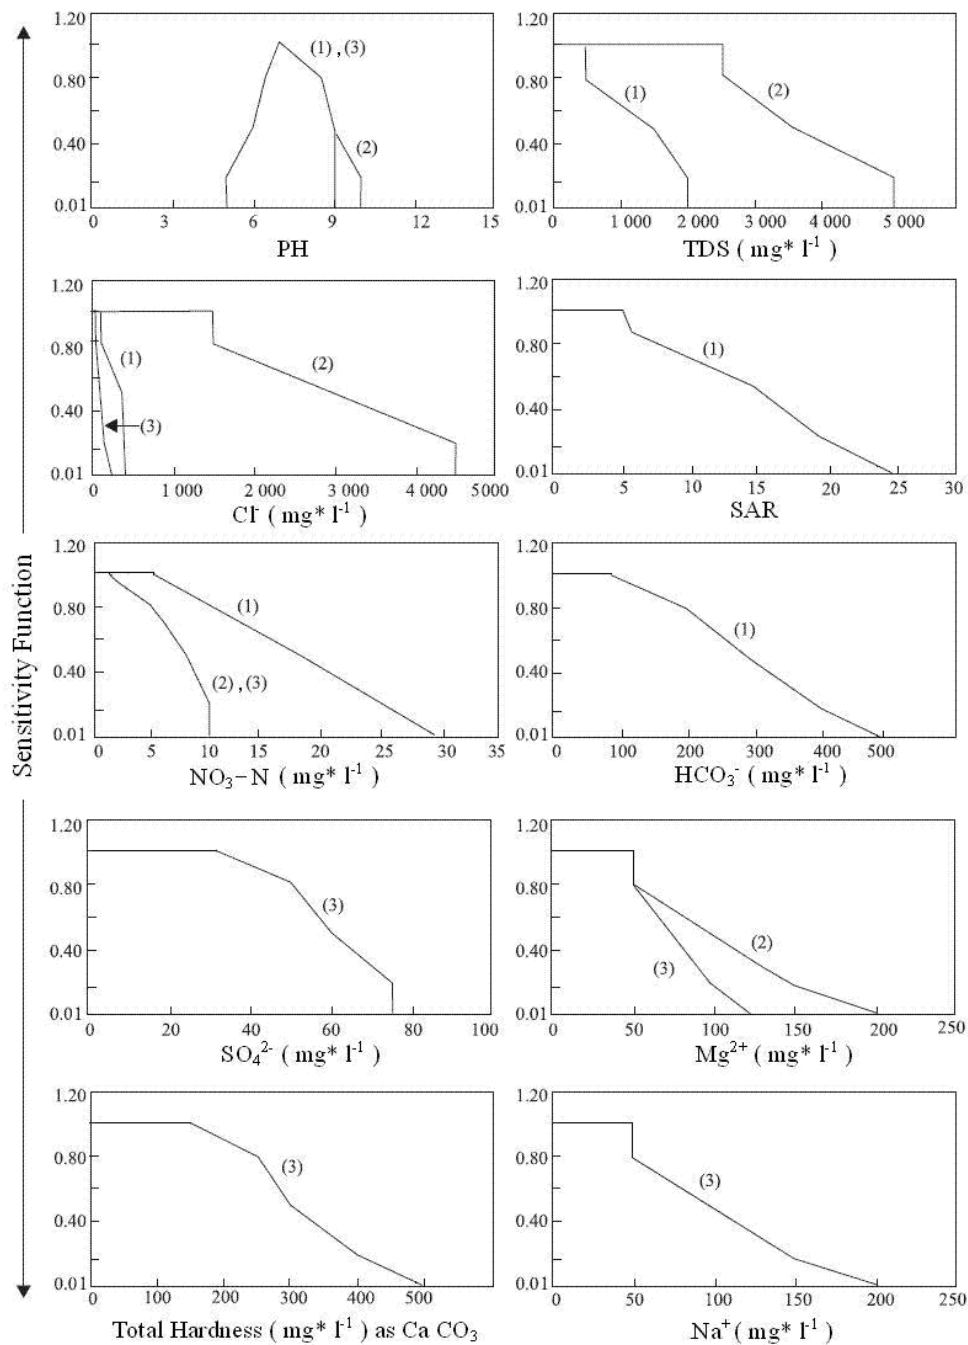 Sensitivity Function
1.20
0.80
0.40
0.01
(1) , (3)
(2)
0 3 6 9 12 15
PH
1.20
0.80
0.40
0.01
(1)
(2)
0 1 000 2 000 3 000 4 000 5 000
TDS ( mg* l-1 )
1.20
0.80
0.40
0.01
(1)
(2)
(3)
0 1 000 2 000 3 000 4 000 5000
Cl- ( mg* l-1 )
1.20
0.80
0.40
0.01
(1)
0 5 10 15 20 25 30
SAR
1.20
0.80
0.40
0.01
(1)
(2) , (3)
0 5 10 15 20 25 30 35
NO3–N ( mg* l-1 )
1.20
0.80
0.40
0.01
(1)
0 100 200 300 400 500
HCO3- ( mg* l-1 )
1.20
0.80
0.40
0.01
(3)
0 20 40 60 80 100
SO42- ( mg* l-1 )
1.20
0.80
0.40
0.01
(2)
(3)
0 50 100 150 200 250
Mg2+ ( mg* l-1 )
1.20
0.80
0.40
0.01
(3)
0 100 200 300 400 500
Total Hardness ( mg* l-1 ) as Ca CO3
1.20
0.80
0.40
0.01
(3)
0 50 100 150 200 250
Na+ ( mg* l-1 )